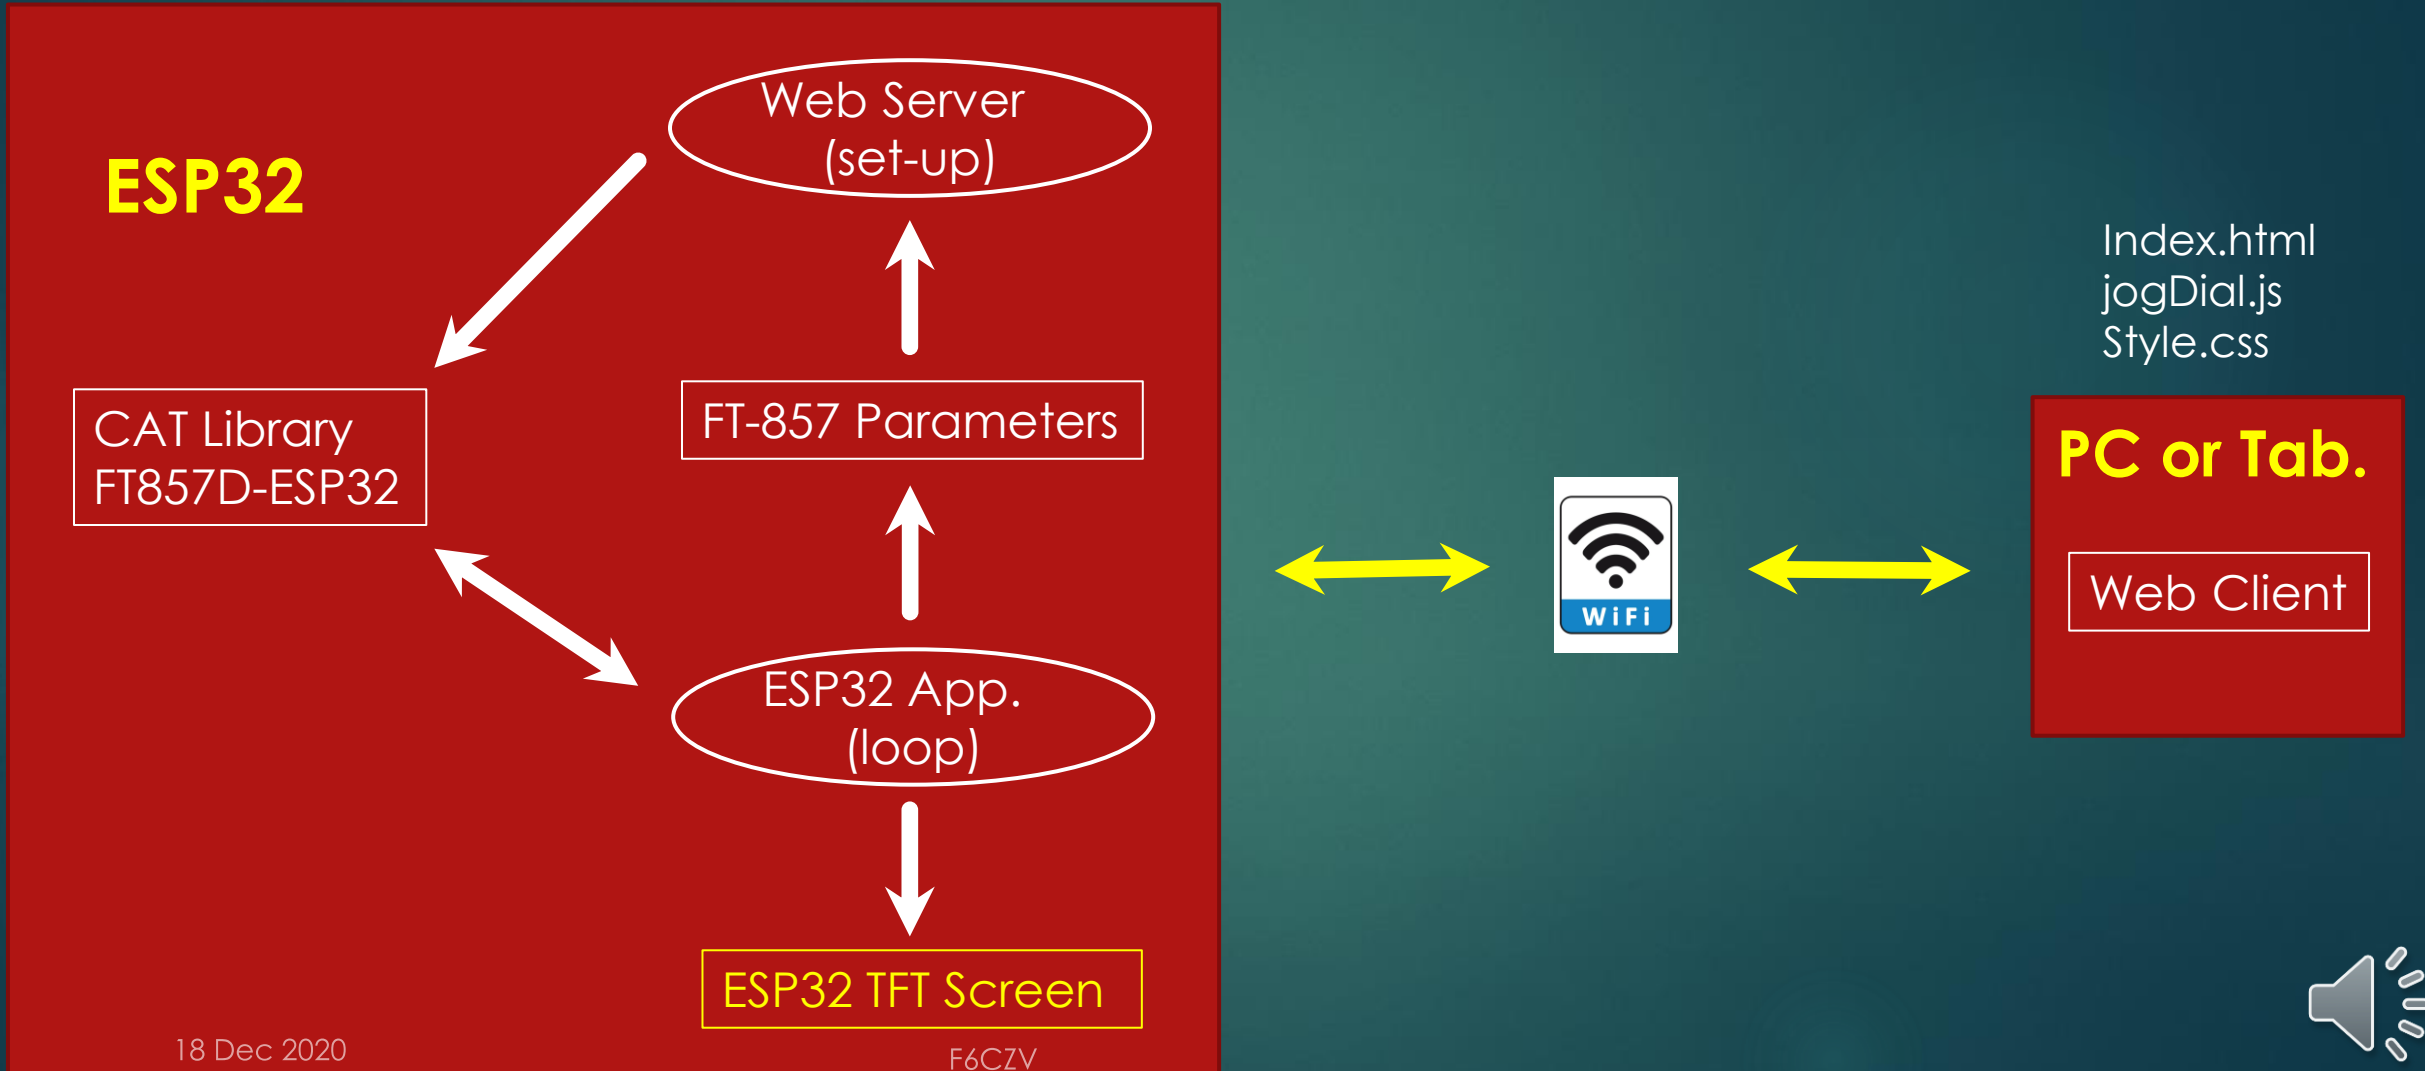 Web Server
(set-up)
ESP32
CAT Library
FT857D-ESP32
FT-857 Parameters
ESP32 App.
(loop)
ESP32 TFT Screen
18 Dec 2020
F6CZV
WiFi
Index.html
jogDial.js
Style.css
PC or Tab.
Web Client